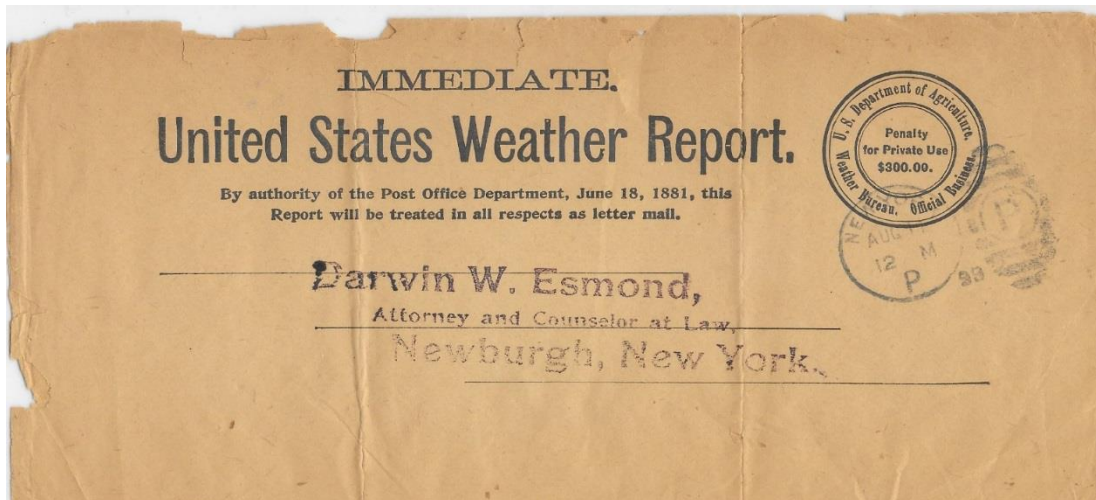 IMMEDIATE.
United States Weather Report.
By authority of the Post Office Department, June 18, 1881, this
Report will be treated in all respects as letter mail.
U. S. Department of Agriculture.
Weather Bureau. Official Business.
Penalty
for Private Use
$300.00.
AUG
12 M
P
P
Darwin W. Esmond,
Attorney and Counselor at Law,
Newburgh, New York.